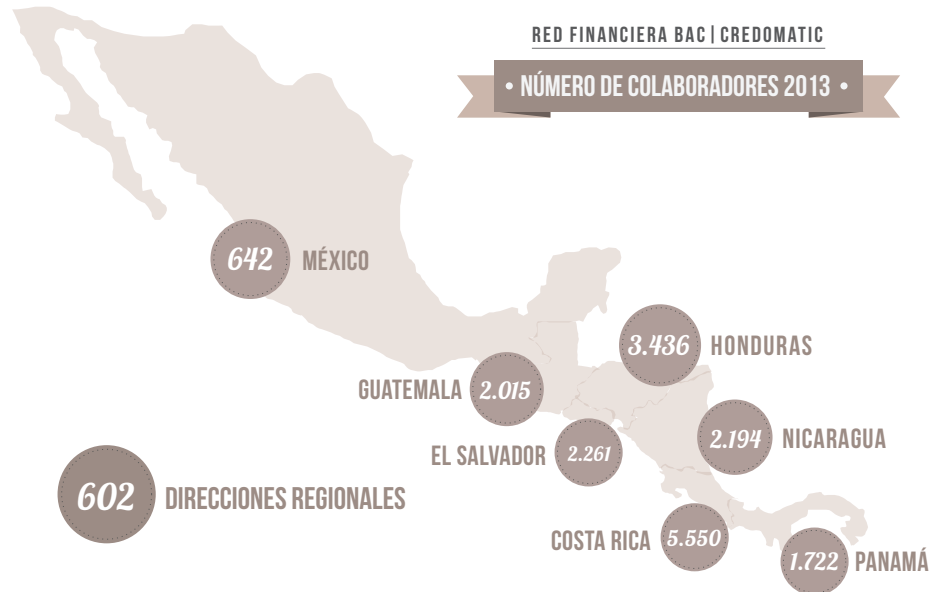 RED FINANCIERA BAC | CREDOMATIC
• NÚMERO DE COLABORADORES 2013 •
642 MÉXICO
3.436 HONDURAS
GUATEMALA 2.015
2.194 NICARAGUA
EL SALVADOR 2.261
602 DIRECCIONES REGIONALES
COSTA RICA 5.550
1.722 PANAMÁ